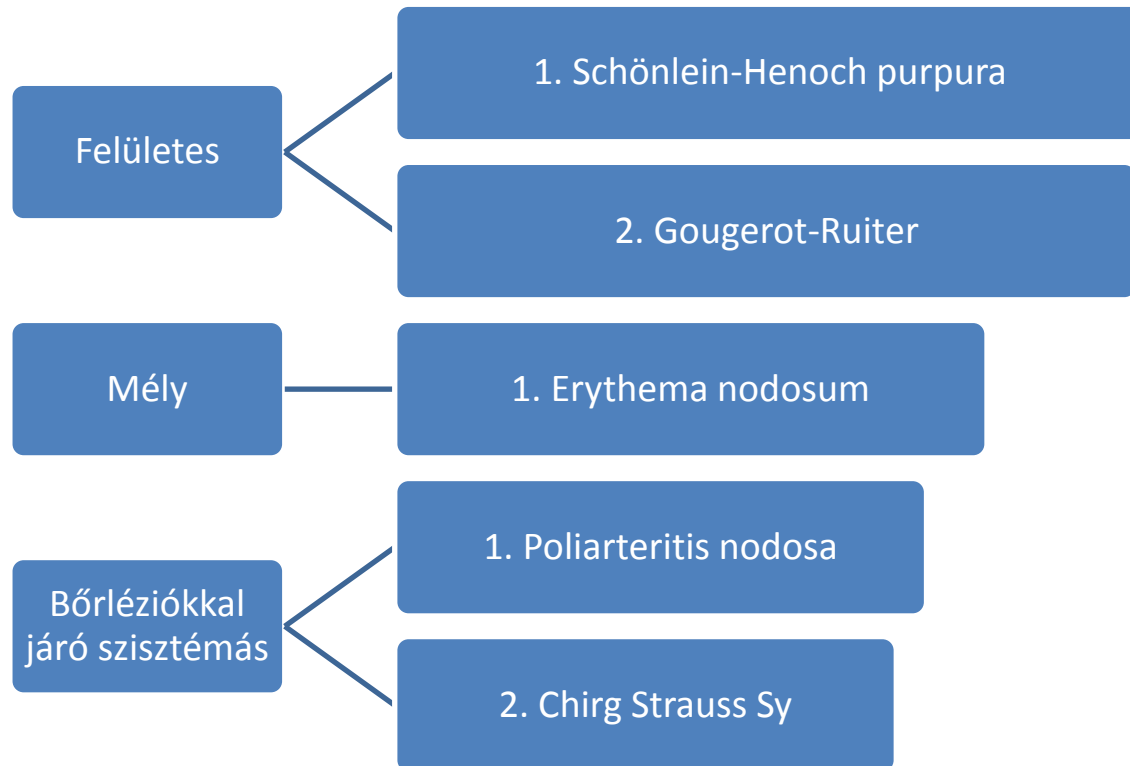 Felületes
1. Schönlein-Henoch purpura
2. Gougerot-Ruiter
Mély
1. Erythema nodosum
Bőrléziókkal
járó szisztémás
1. Poliarteritis nodosa
2. Chirg Strauss Sy